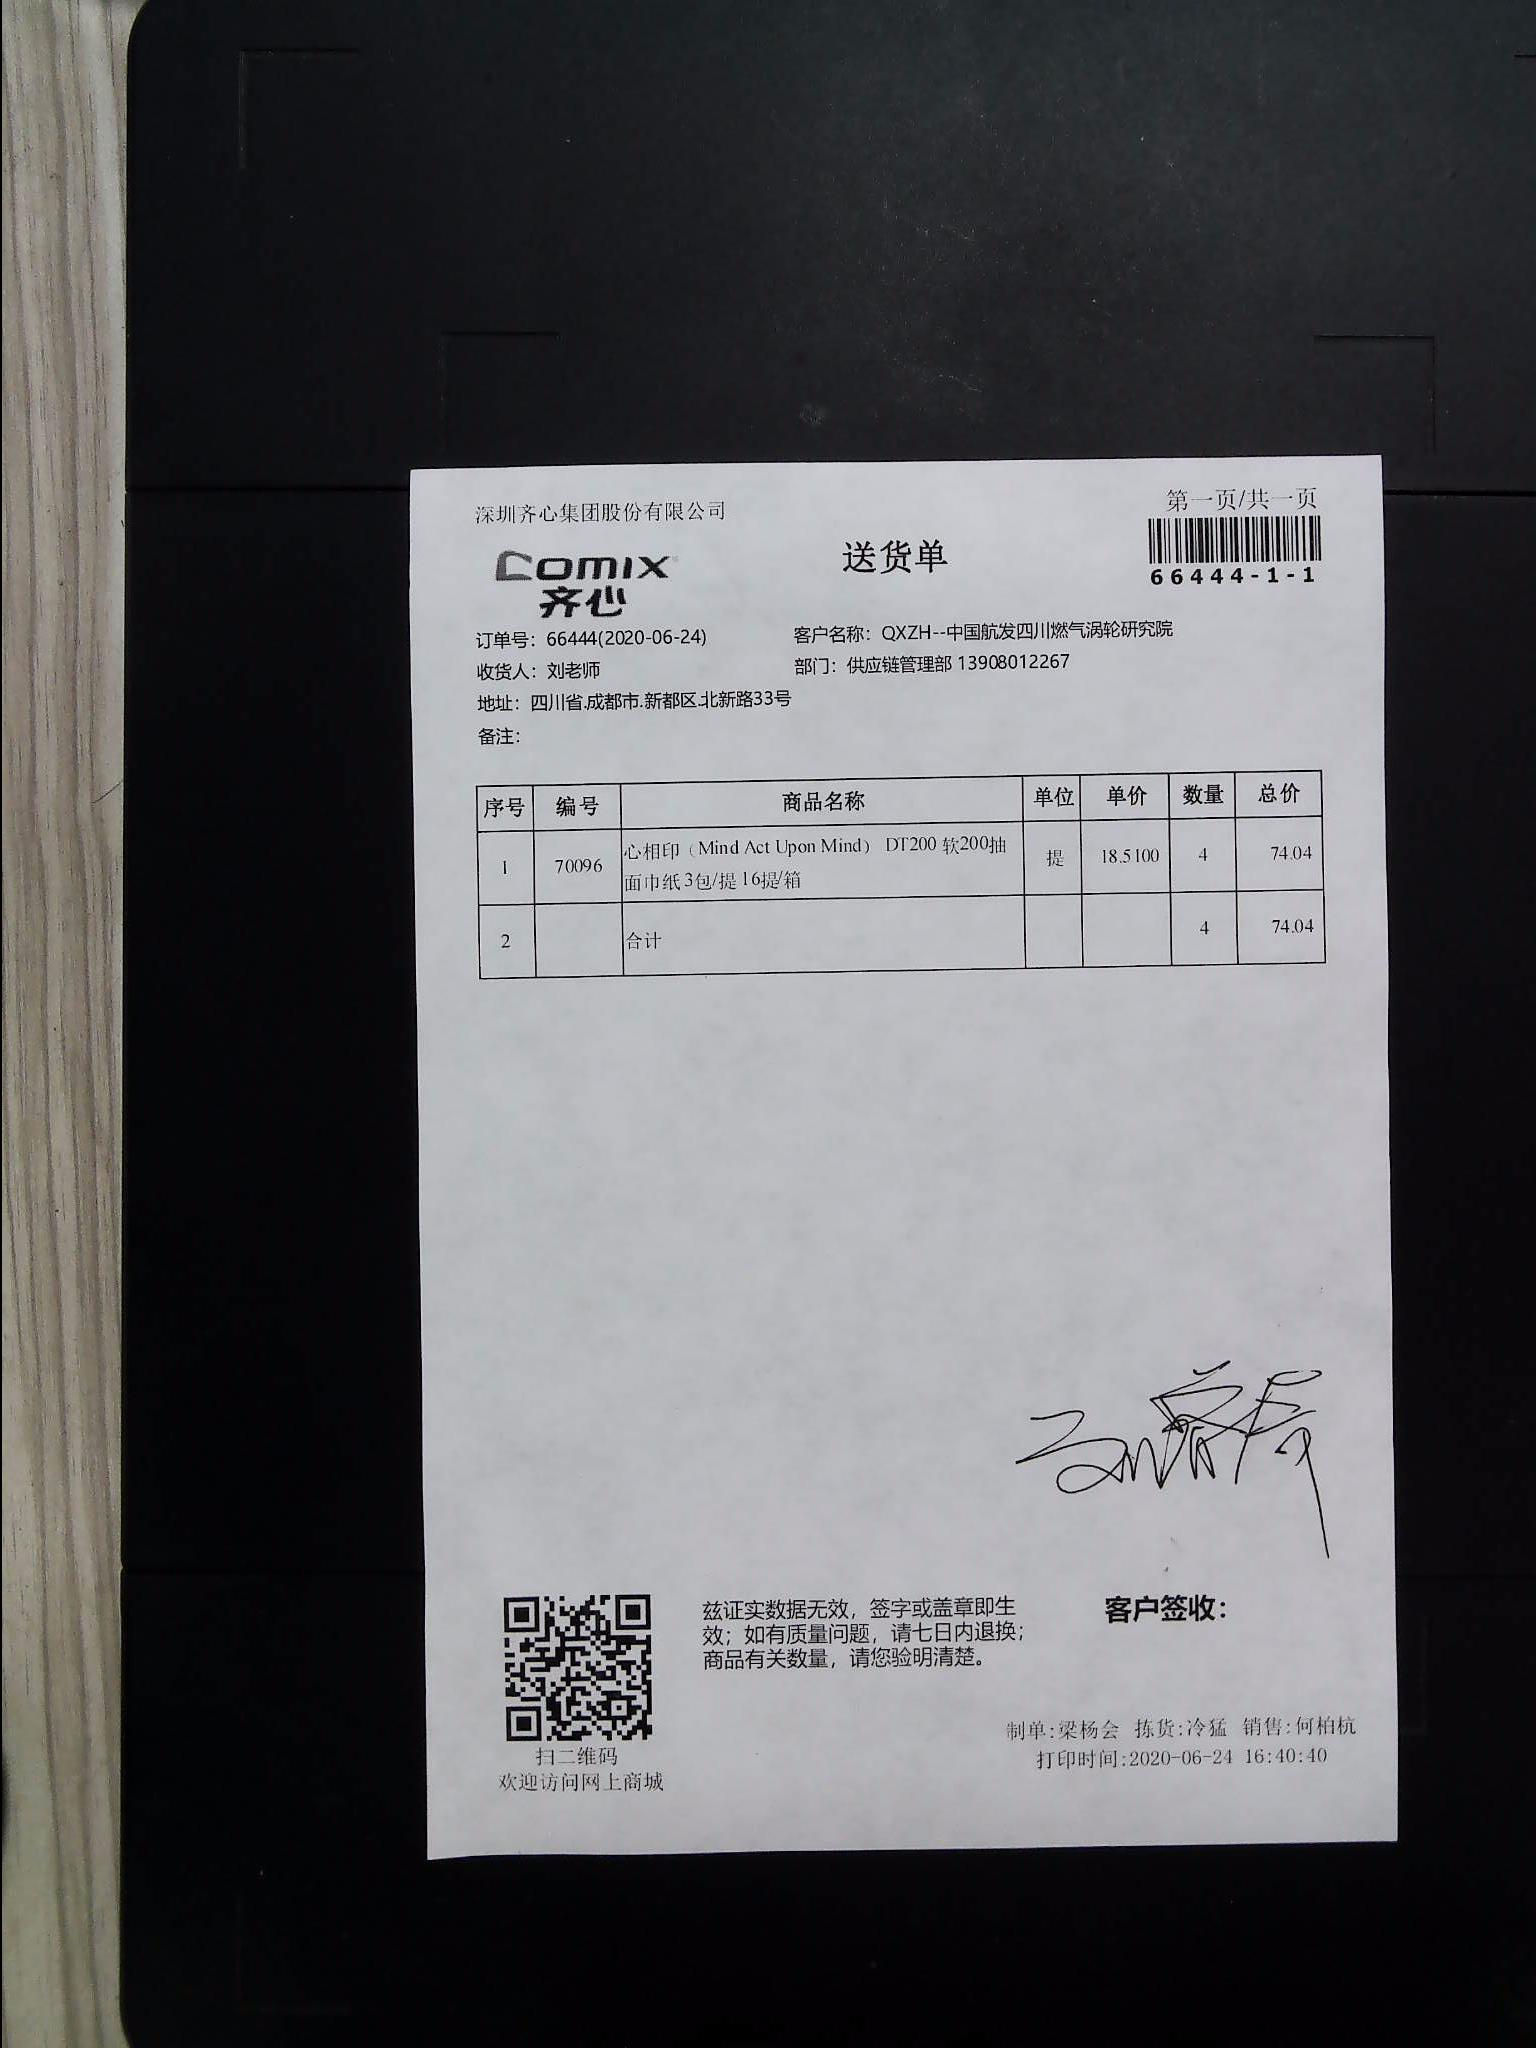 深圳齐心集团股份有限公司
第一页/共一页
comix
齐心
送货单
66444-1-1
订单号：66444(2020-06-24)
客户名称：QXZH--中国航发四川燃气涡轮研究院
收货人：刘老师
部门：供应链管理部 13908012267
地址：四川省.成都市.新都区.北新路33号
备注：
序号 编号 商品名称 单位 单价 数量 总价
1 70096 心相印（Mind Act Upon Mind） DT200 软200抽面巾纸 3包/提 16提/箱 提 18.5100 4 74.04
2 合计 4 74.04
兹证实数据无效，签字或盖章即生
效；如有质量问题，请七日内退换；
商品有关数量，请您验明清楚。
客户签收：
扫二维码
欢迎访问网上商城
制单:梁杨会 拣货:冷猛 销售:何柏杭
打印时间:2020-06-24 16:40:40